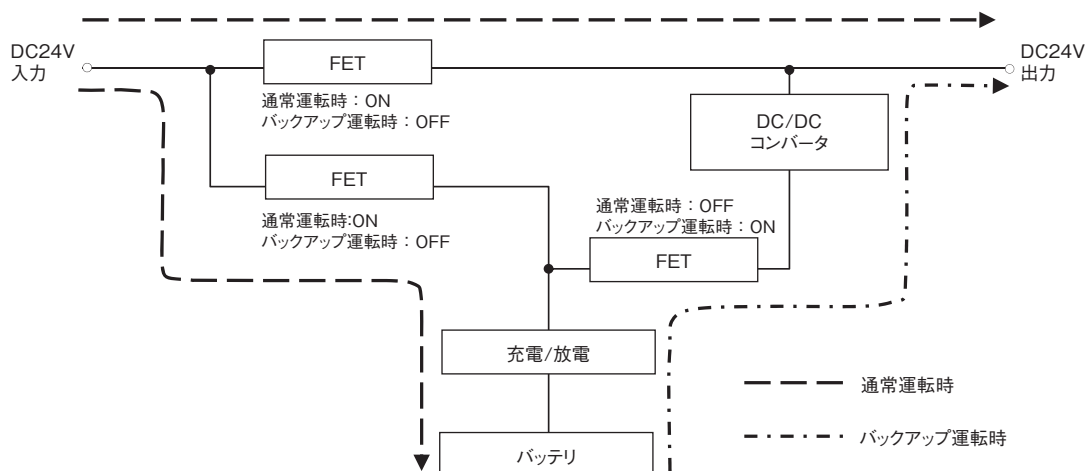 DC24V
入力
FET
DC24V
出力
通常運転時：ON
バックアップ運転時：OFF
DC/DC
コンバータ
FET
通常運転時:ON
バックアップ運転時：OFF
通常運転時：OFF
バックアップ運転時：ON
FET
充電/放電
通常運転時
バックアップ運転時
バッテリ